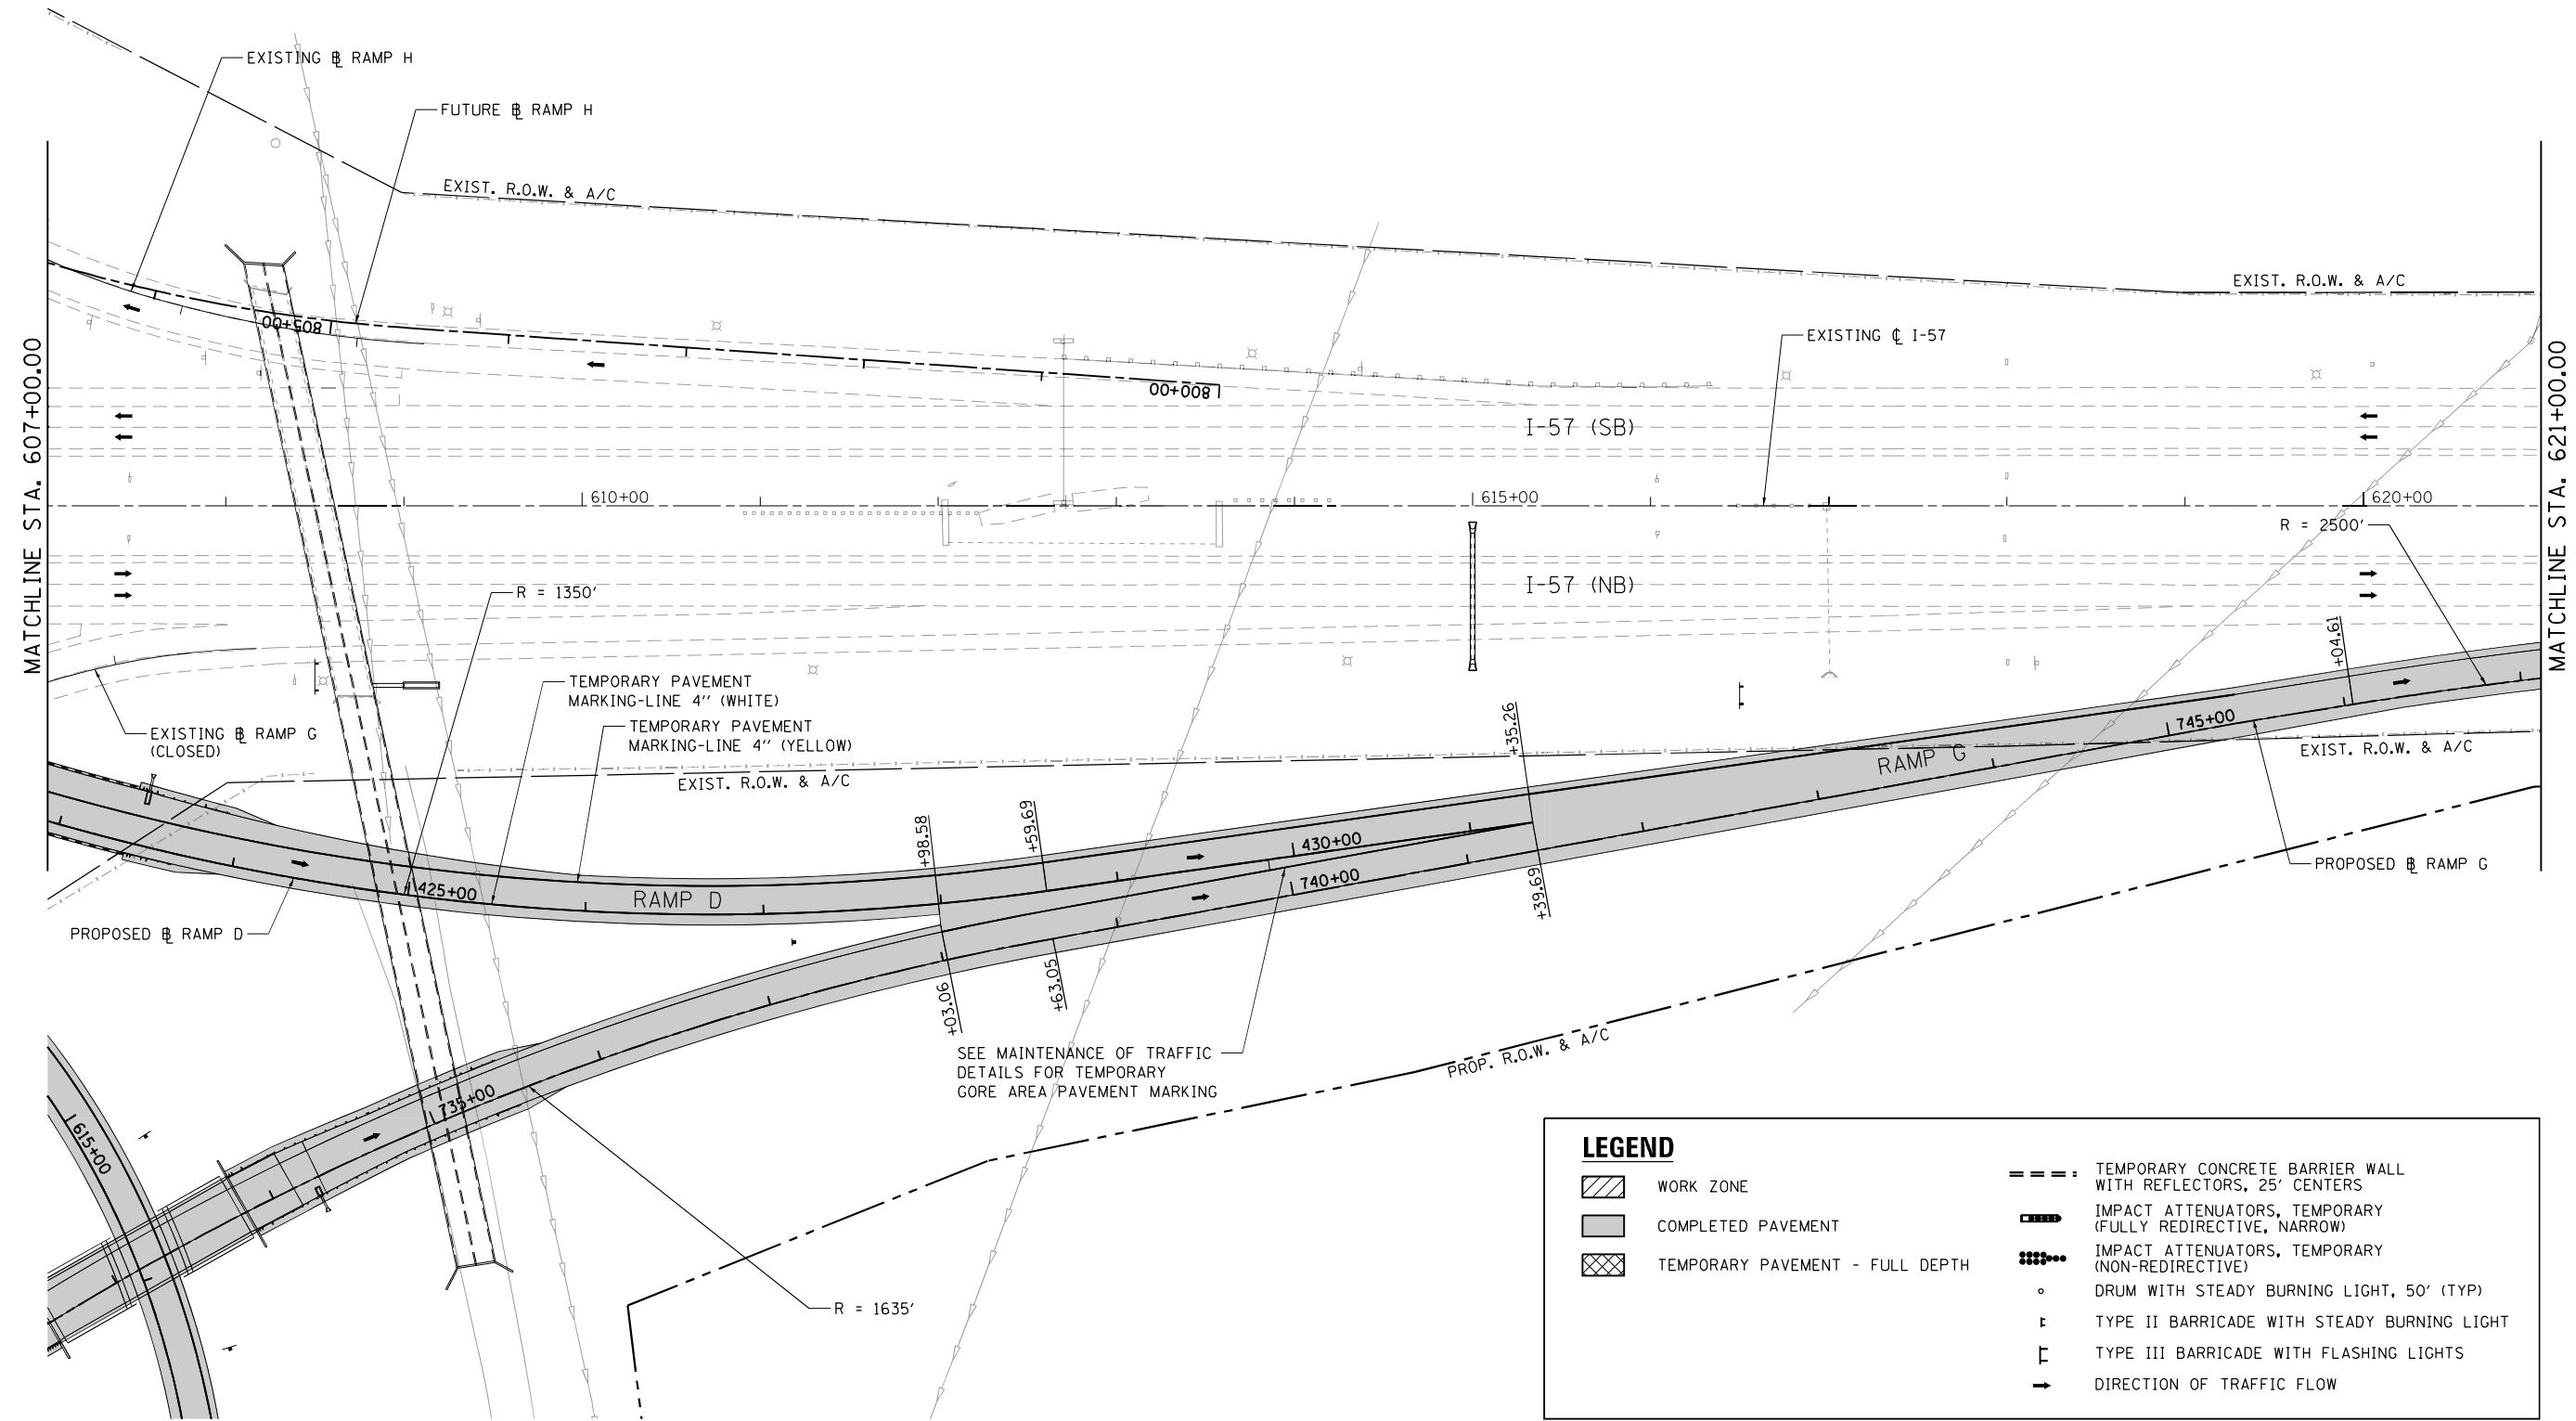 EXISTING ℄ RAMP H
FUTURE ℄ RAMP H
EXIST. R.O.W. & A/C
EXIST. R.O.W. & A/C
MATCHLINE STA. 607+00.00
MATCHLINE STA. 621+00.00
805+00
800+00
EXISTING ℄ I-57
I-57 (SB)
610+00
615+00
620+00
R = 2500'
I-57 (NB)
R = 1350'
+04.61
TEMPORARY PAVEMENT
MARKING-LINE 4" (WHITE)
TEMPORARY PAVEMENT
MARKING-LINE 4" (YELLOW)
EXISTING ℄ RAMP G
(CLOSED)
EXIST. R.O.W. & A/C
+35.26
745+00
RAMP G
EXIST. R.O.W. & A/C
+98.58
+59.69
430+00
PROPOSED ℄ RAMP G
425+00
RAMP D
740+00
+39.69
PROPOSED ℄ RAMP D
+03.06
+63.05
SEE MAINTENANCE OF TRAFFIC
DETAILS FOR TEMPORARY
GORE AREA PAVEMENT MARKING
PROP. R.O.W. & A/C
735+00
615+00
R = 1635'
LEGEND
WORK ZONE
COMPLETED PAVEMENT
TEMPORARY PAVEMENT - FULL DEPTH
TEMPORARY CONCRETE BARRIER WALL
WITH REFLECTORS, 25' CENTERS
IMPACT ATTENUATORS, TEMPORARY
(FULLY REDIRECTIVE, NARROW)
IMPACT ATTENUATORS, TEMPORARY
(NON-REDIRECTIVE)
DRUM WITH STEADY BURNING LIGHT, 50' (TYP)
TYPE II BARRICADE WITH STEADY BURNING LIGHT
TYPE III BARRICADE WITH FLASHING LIGHTS
DIRECTION OF TRAFFIC FLOW